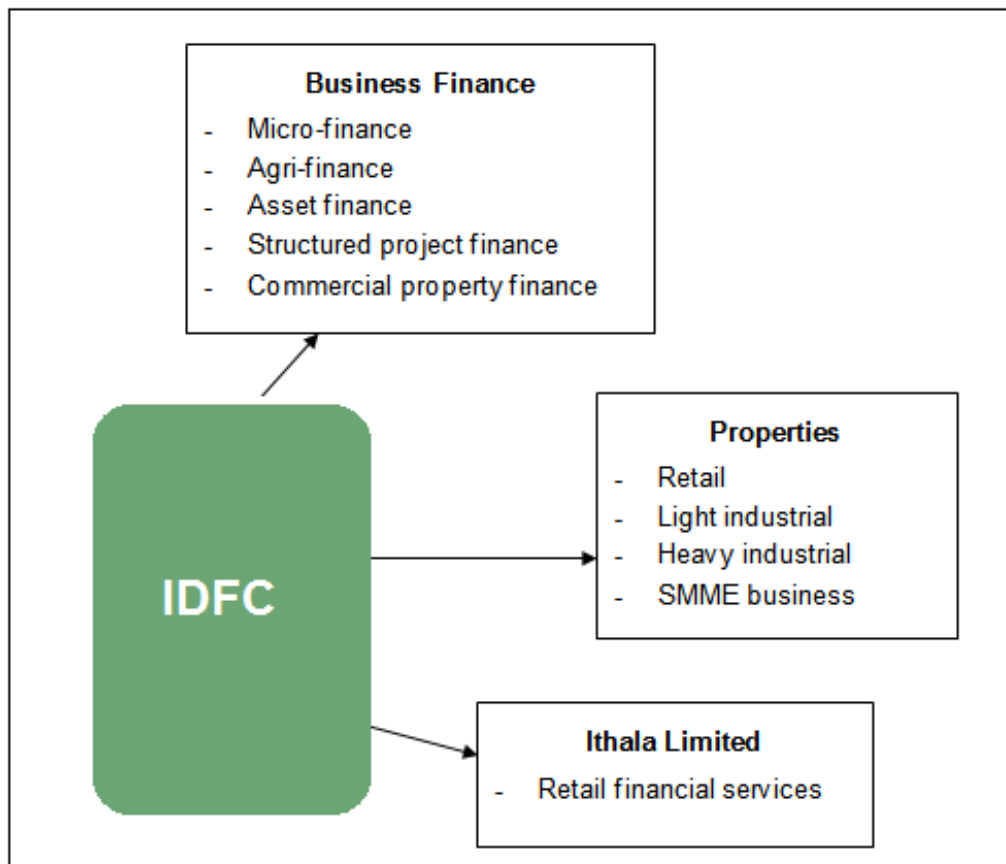 Business Finance
- Micro-finance
- Agri-finance
- Asset finance
- Structured project finance
- Commercial property finance
IDFC
Properties
- Retail
- Light industrial
- Heavy industrial
- SMME business
Ithala Limited
- Retail financial services